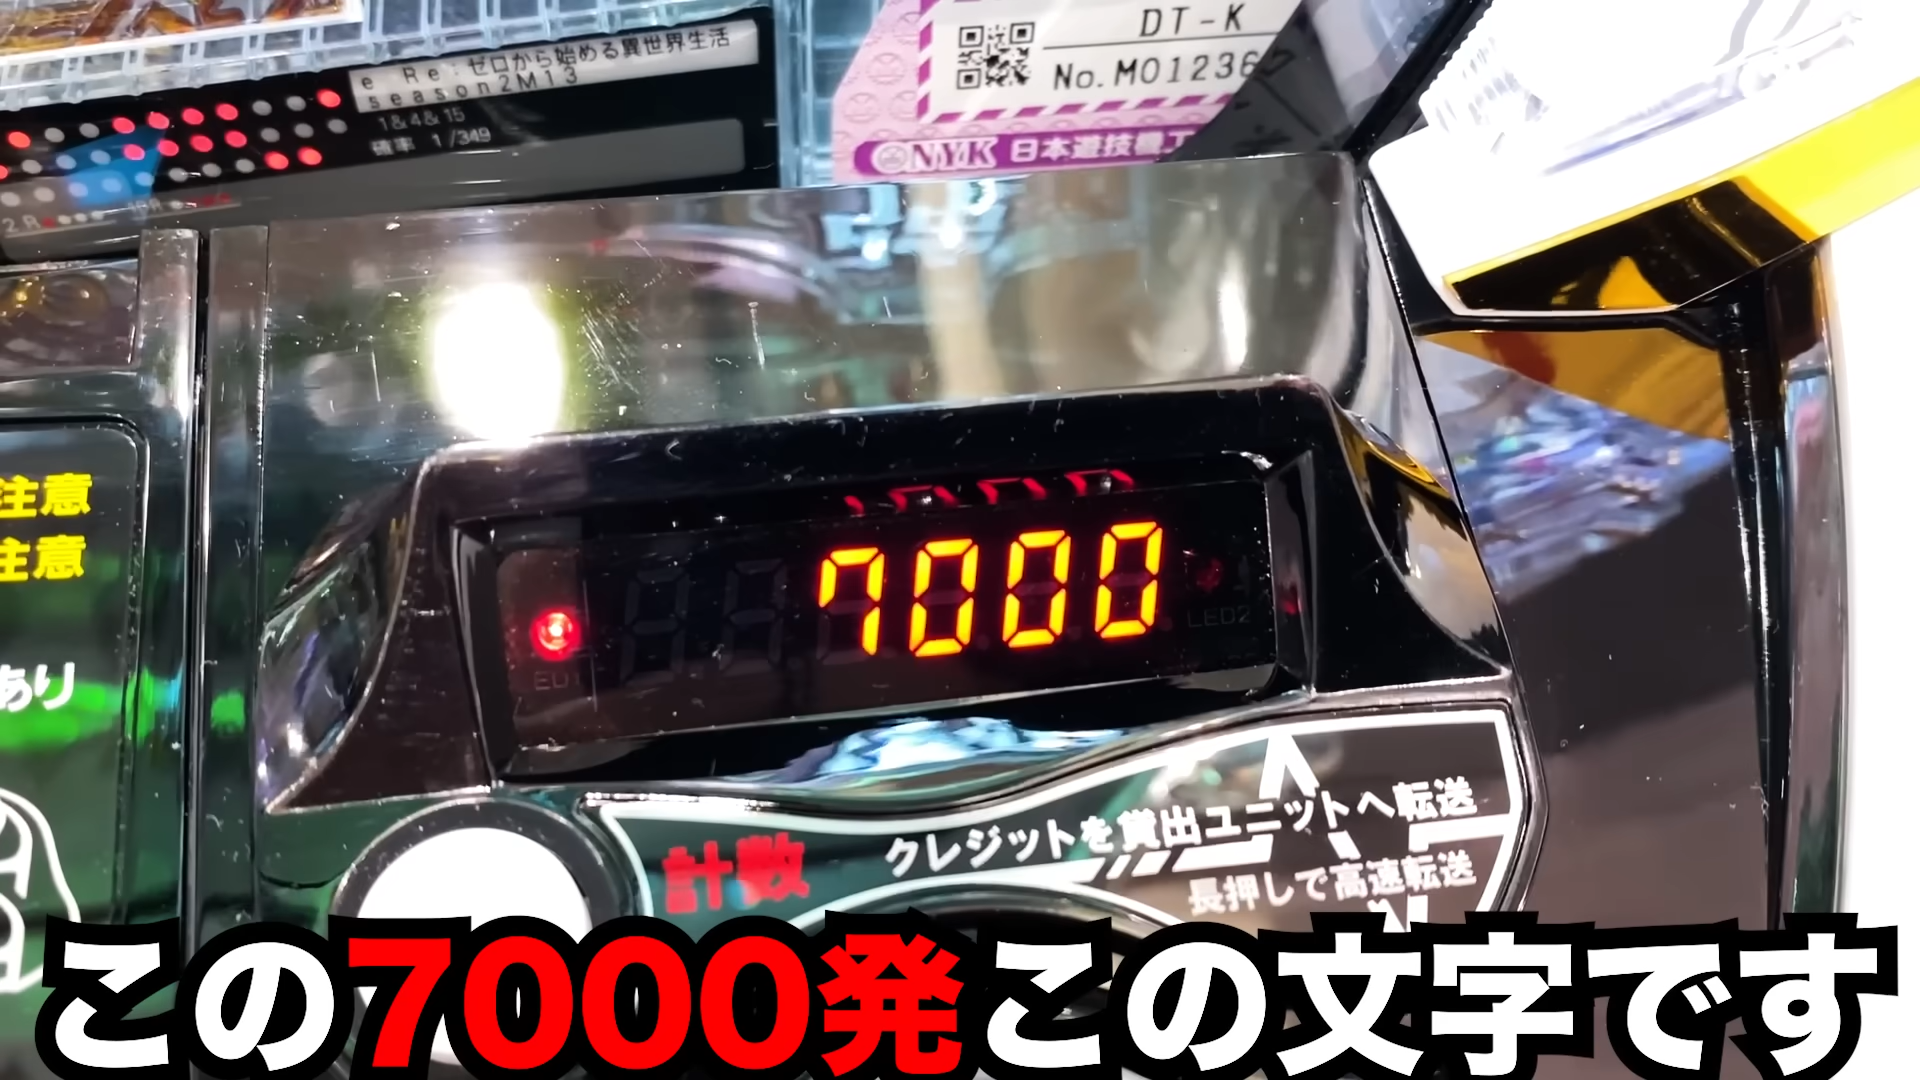 e Re:ゼロから始める異世界生活
season2M13
1&4&15
確率 1/349
DT-K
No.M01236
NYK 日本遊技機工
注意
注意
あり
7000
LED2
計数
クレジットを貸出ユニットへ転送
長押しで高速転送
この7000発この文字です